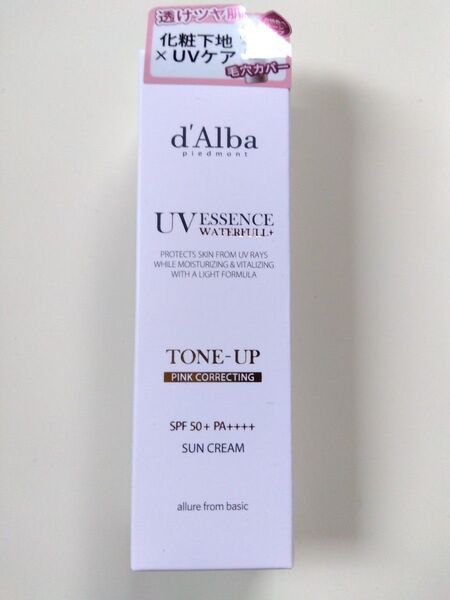 透けツヤ肌
化粧下地
×UVケア
毛穴カバー
d'Alba
piedmont
UV ESSENCE
WATERFULL+
PROTECTS SKIN FROM UV RAYS
WHILE MOISTURIZING & VITALIZING
WITH A LIGHT FORMULA
TONE-UP
PINK CORRECTING
SPF 50+ PA++++
SUN CREAM
allure from basic